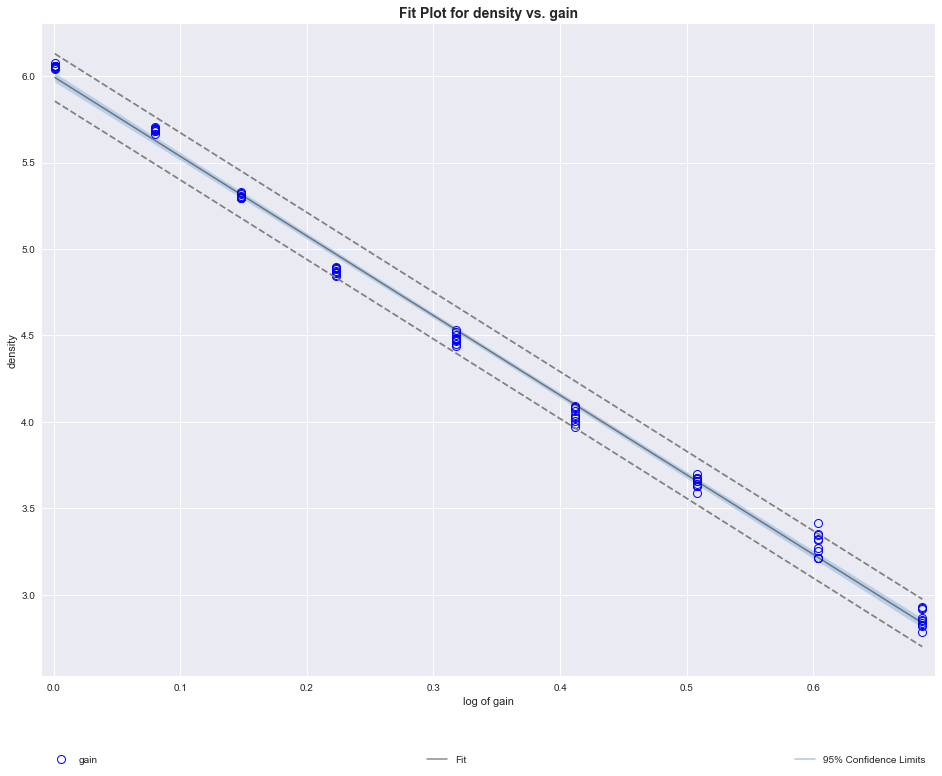 Fit Plot for density vs. gain
6.0
5.5
5.0
4.5
4.0
3.5
3.0
density
0.0 0.1 0.2 0.3 0.4 0.5 0.6
log of gain
gain Fit 95% Confidence Limits